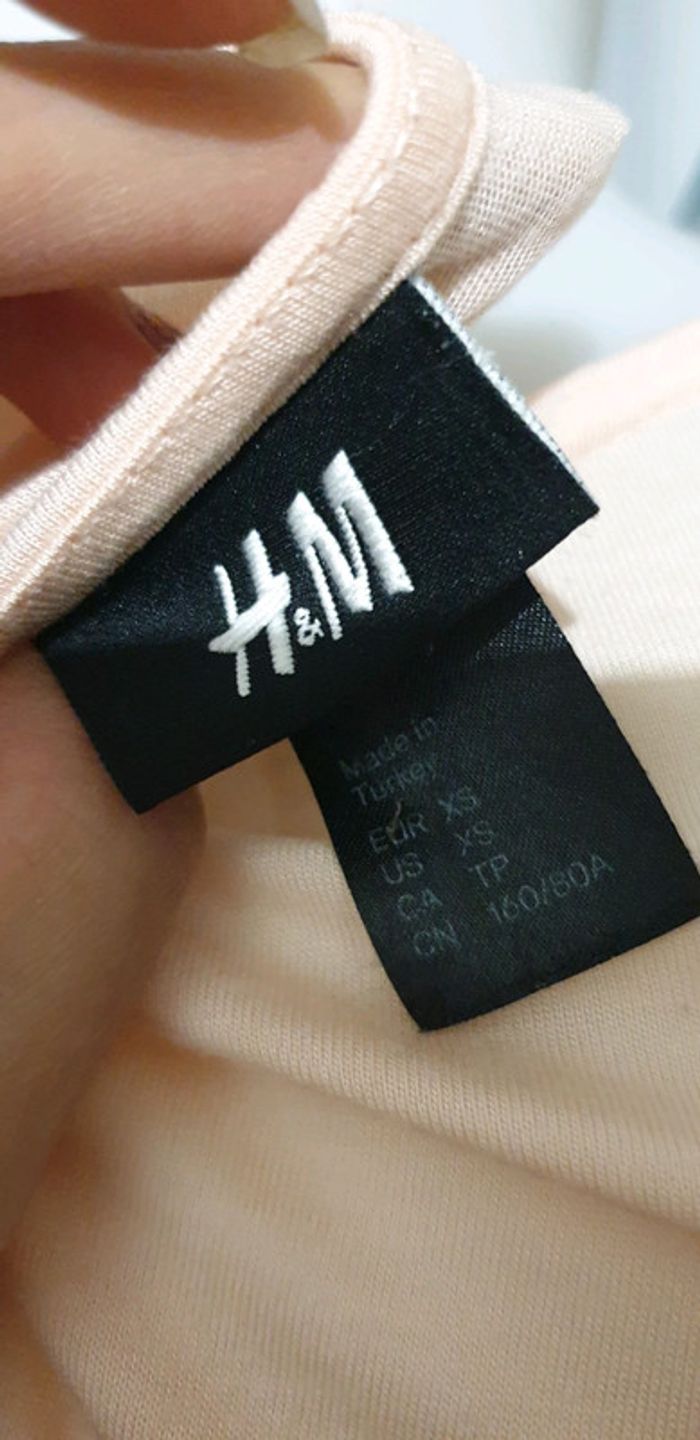 H&M
Made in
Turkey
EUR XS
US XS
CA TP
CN 160/80A